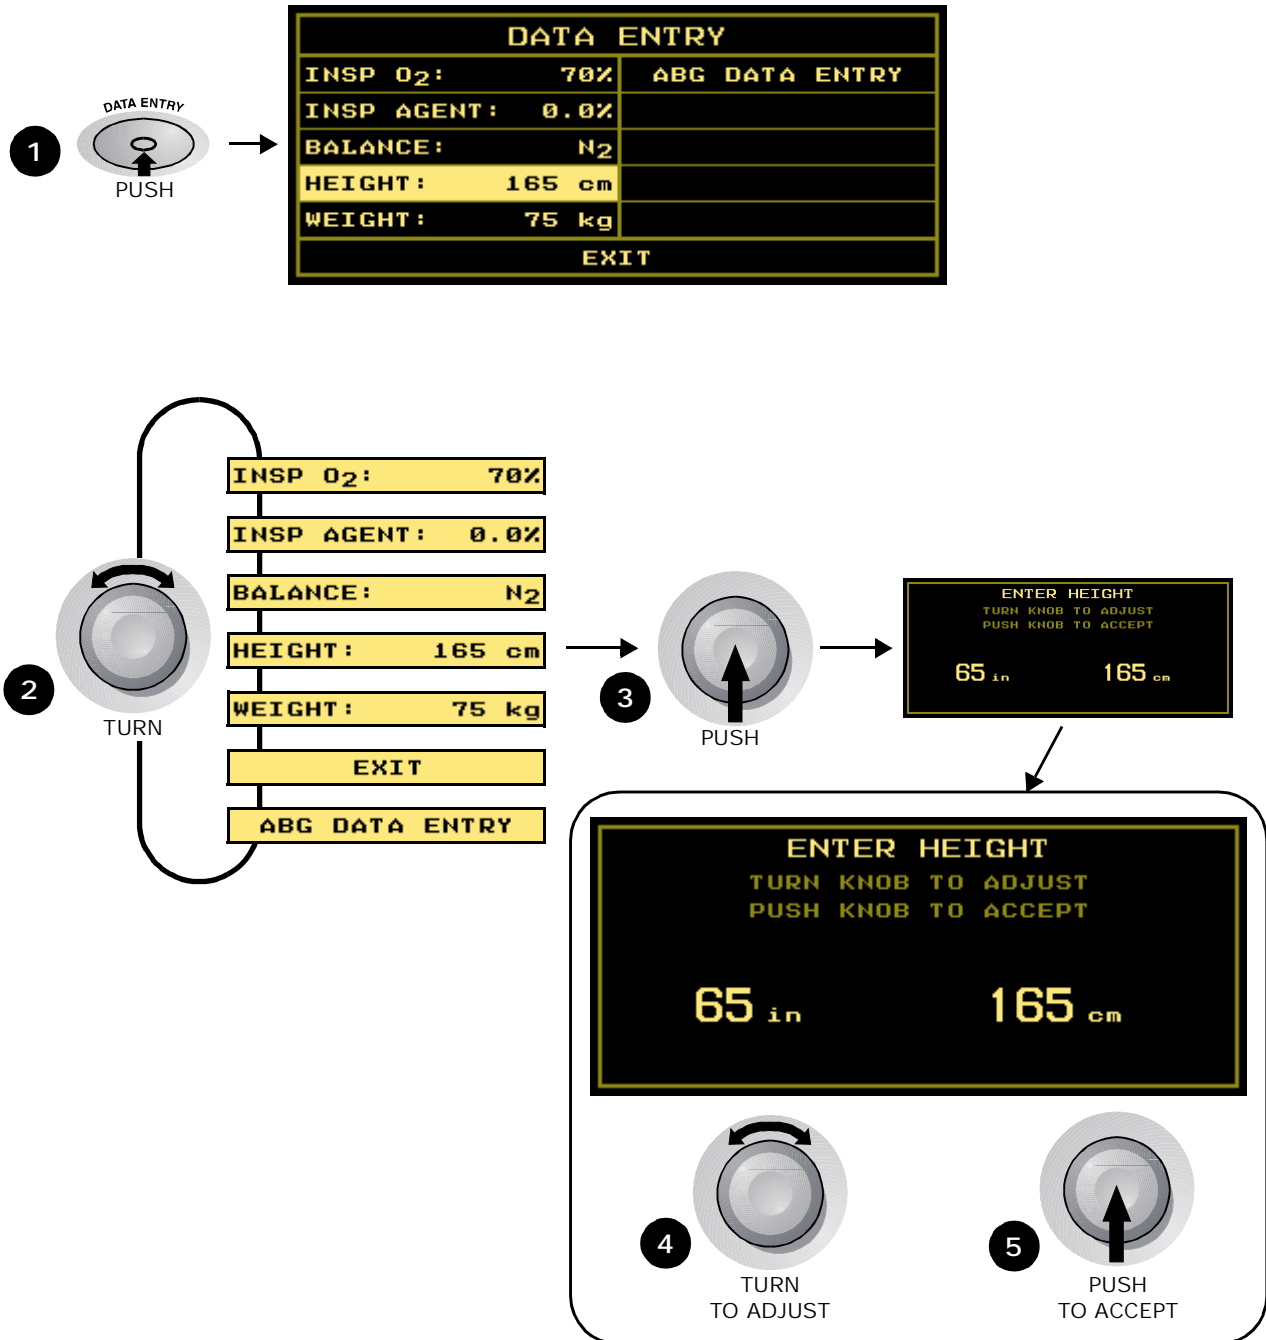 DATA ENTRY
1
PUSH
DATA ENTRY
INSP O2: 70% ABG DATA ENTRY
INSP AGENT: 0.0%
BALANCE: N2
HEIGHT: 165 cm
WEIGHT: 75 kg
EXIT
2
TURN
INSP O2: 70%
INSP AGENT: 0.0%
BALANCE: N2
HEIGHT: 165 cm
WEIGHT: 75 kg
EXIT
ABG DATA ENTRY
3
PUSH
ENTER HEIGHT
TURN KNOB TO ADJUST
PUSH KNOB TO ACCEPT
65 in 165 cm
ENTER HEIGHT
TURN KNOB TO ADJUST
PUSH KNOB TO ACCEPT
65 in 165 cm
4
TURN
TO ADJUST
5
PUSH
TO ACCEPT